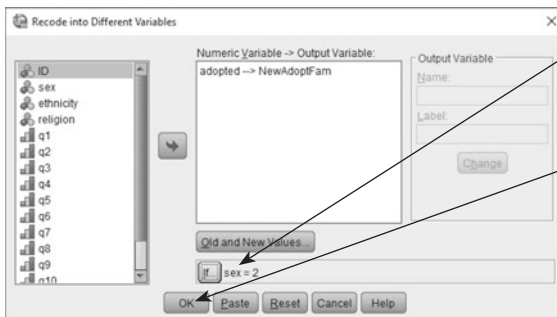 Recode into Different Variables
Numeric Variable -> Output Variable:
ID
sex
ethnicity
religion
q1
q2
q3
q4
q5
q6
q7
q8
q9
q10
adopted --> NewAdoptFam
Output Variable
Name:
Label:
Change
Old and New Values...
If... sex = 2
OK Paste Reset Cancel Help